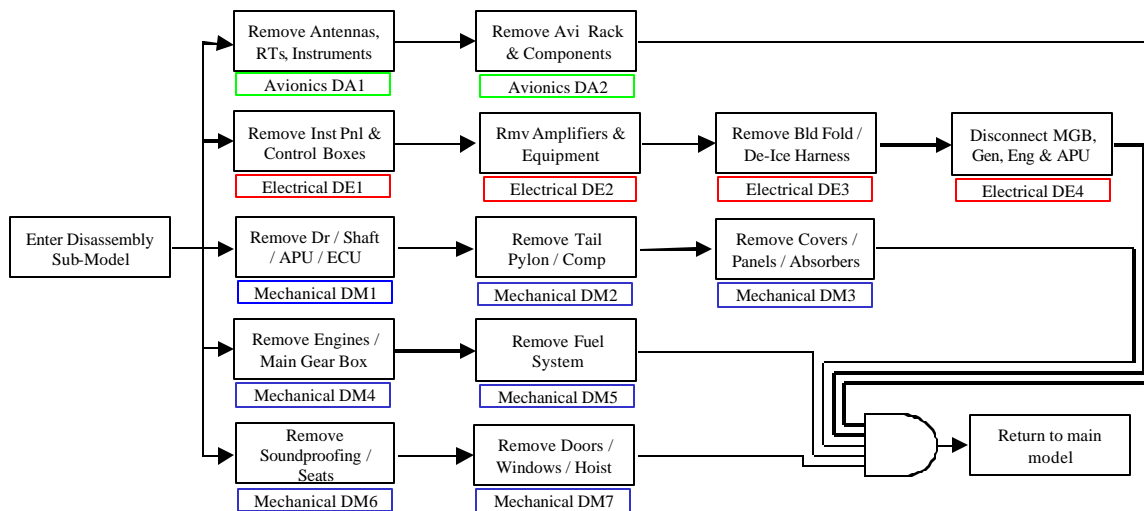 Remove Antennas,
RTs, Instruments
Avionics DA1
Remove Avi Rack
& Components
Avionics DA2
Remove Inst Pnl &
Control Boxes
Electrical DE1
Rmv Amplifiers &
Equipment
Electrical DE2
Remove Bld Fold /
De-Ice Harness
Electrical DE3
Disconnect MGB,
Gen, Eng & APU
Electrical DE4
Enter Disassembly
Sub-Model
Remove Dr / Shaft
/ APU / ECU
Mechanical DM1
Remove Tail
Pylon / Comp
Mechanical DM2
Remove Covers /
Panels / Absorbers
Mechanical DM3
Remove Engines /
Main Gear Box
Mechanical DM4
Remove Fuel
System
Mechanical DM5
Remove
Soundproofing /
Seats
Mechanical DM6
Remove Doors /
Windows / Hoist
Mechanical DM7
Return to main
model